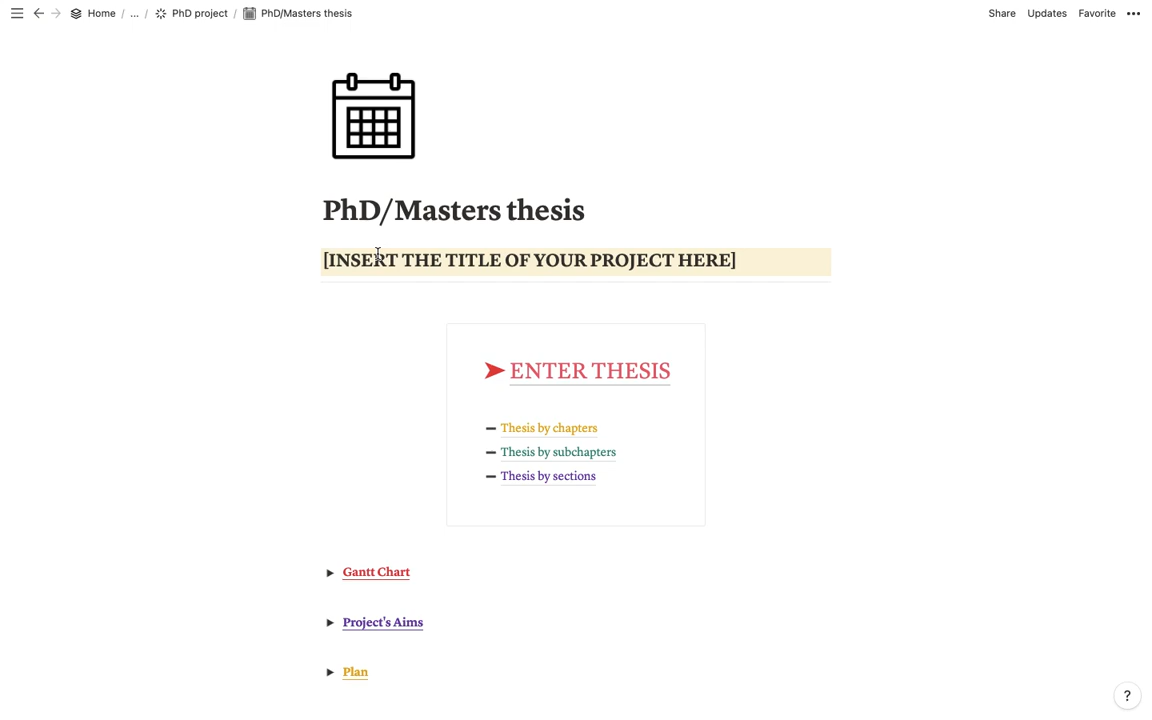 Home / ... / PhD project / PhD/Masters thesis
Share Updates Favorite •••
PhD/Masters thesis
[INSERT THE TITLE OF YOUR PROJECT HERE]
➤ ENTER THESIS
— Thesis by chapters
— Thesis by subchapters
— Thesis by sections
Gantt Chart
Project's Aims
Plan
?